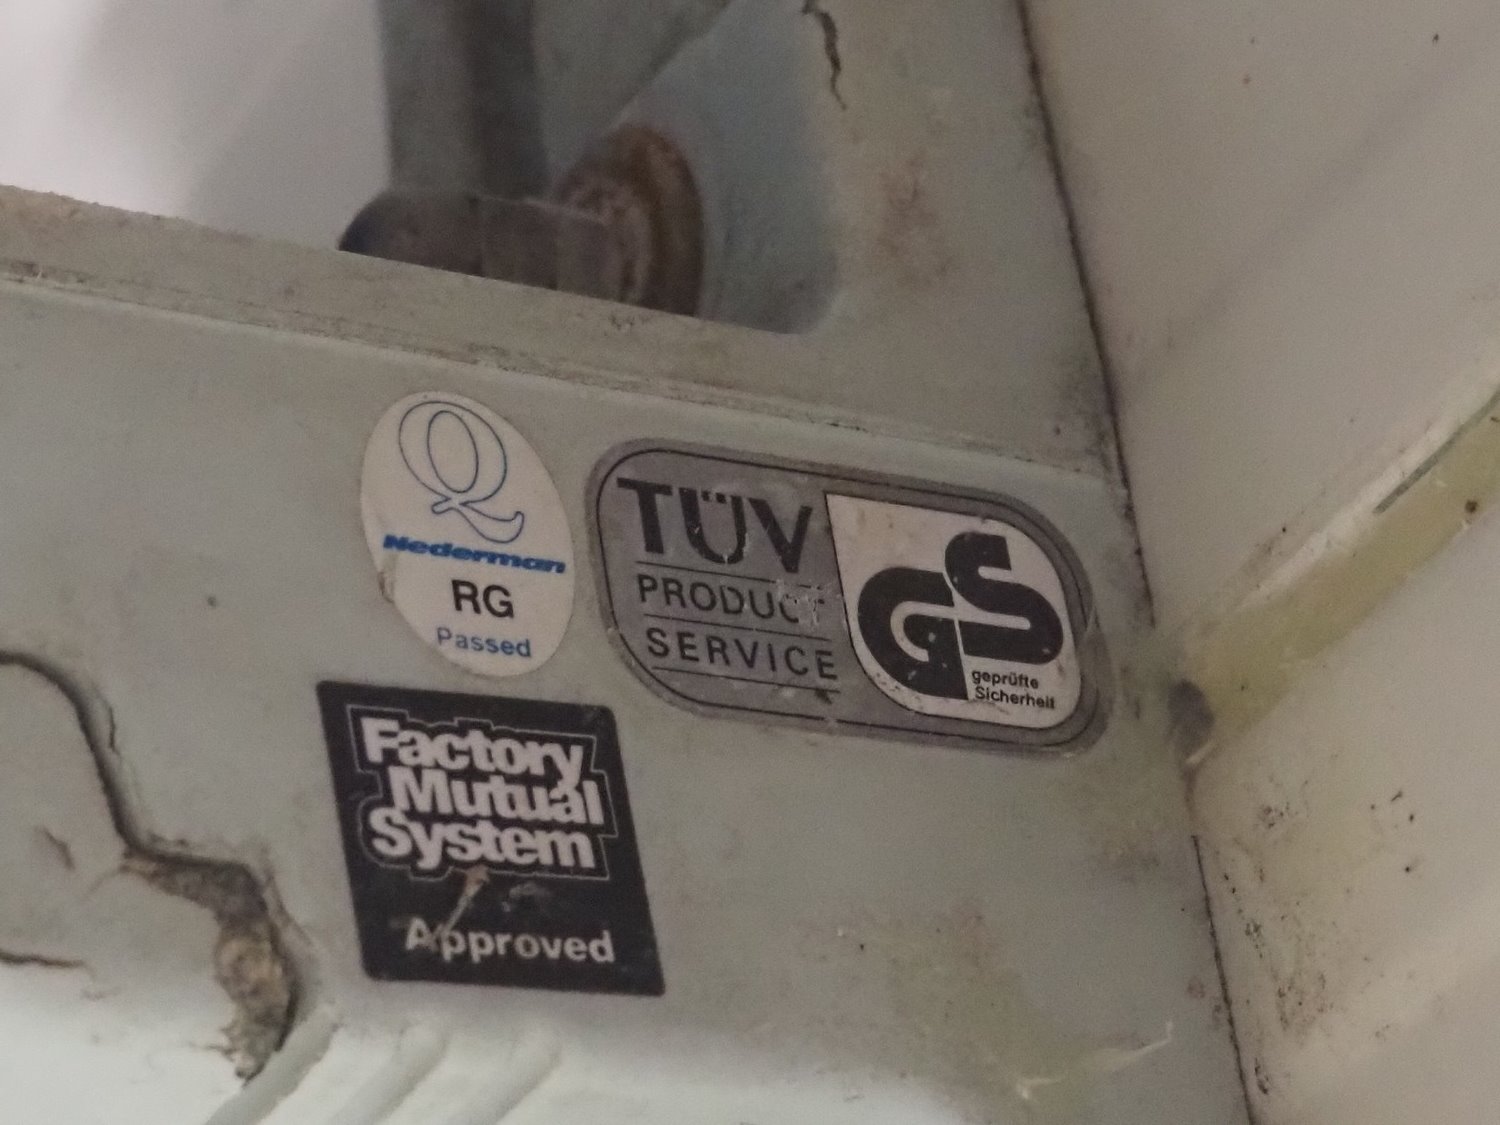 Q
Nederman
RG
Passed
TÜV
PRODUCT
SERVICE
GS
geprüfte
Sicherheit
Factory
Mutual
System
Approved